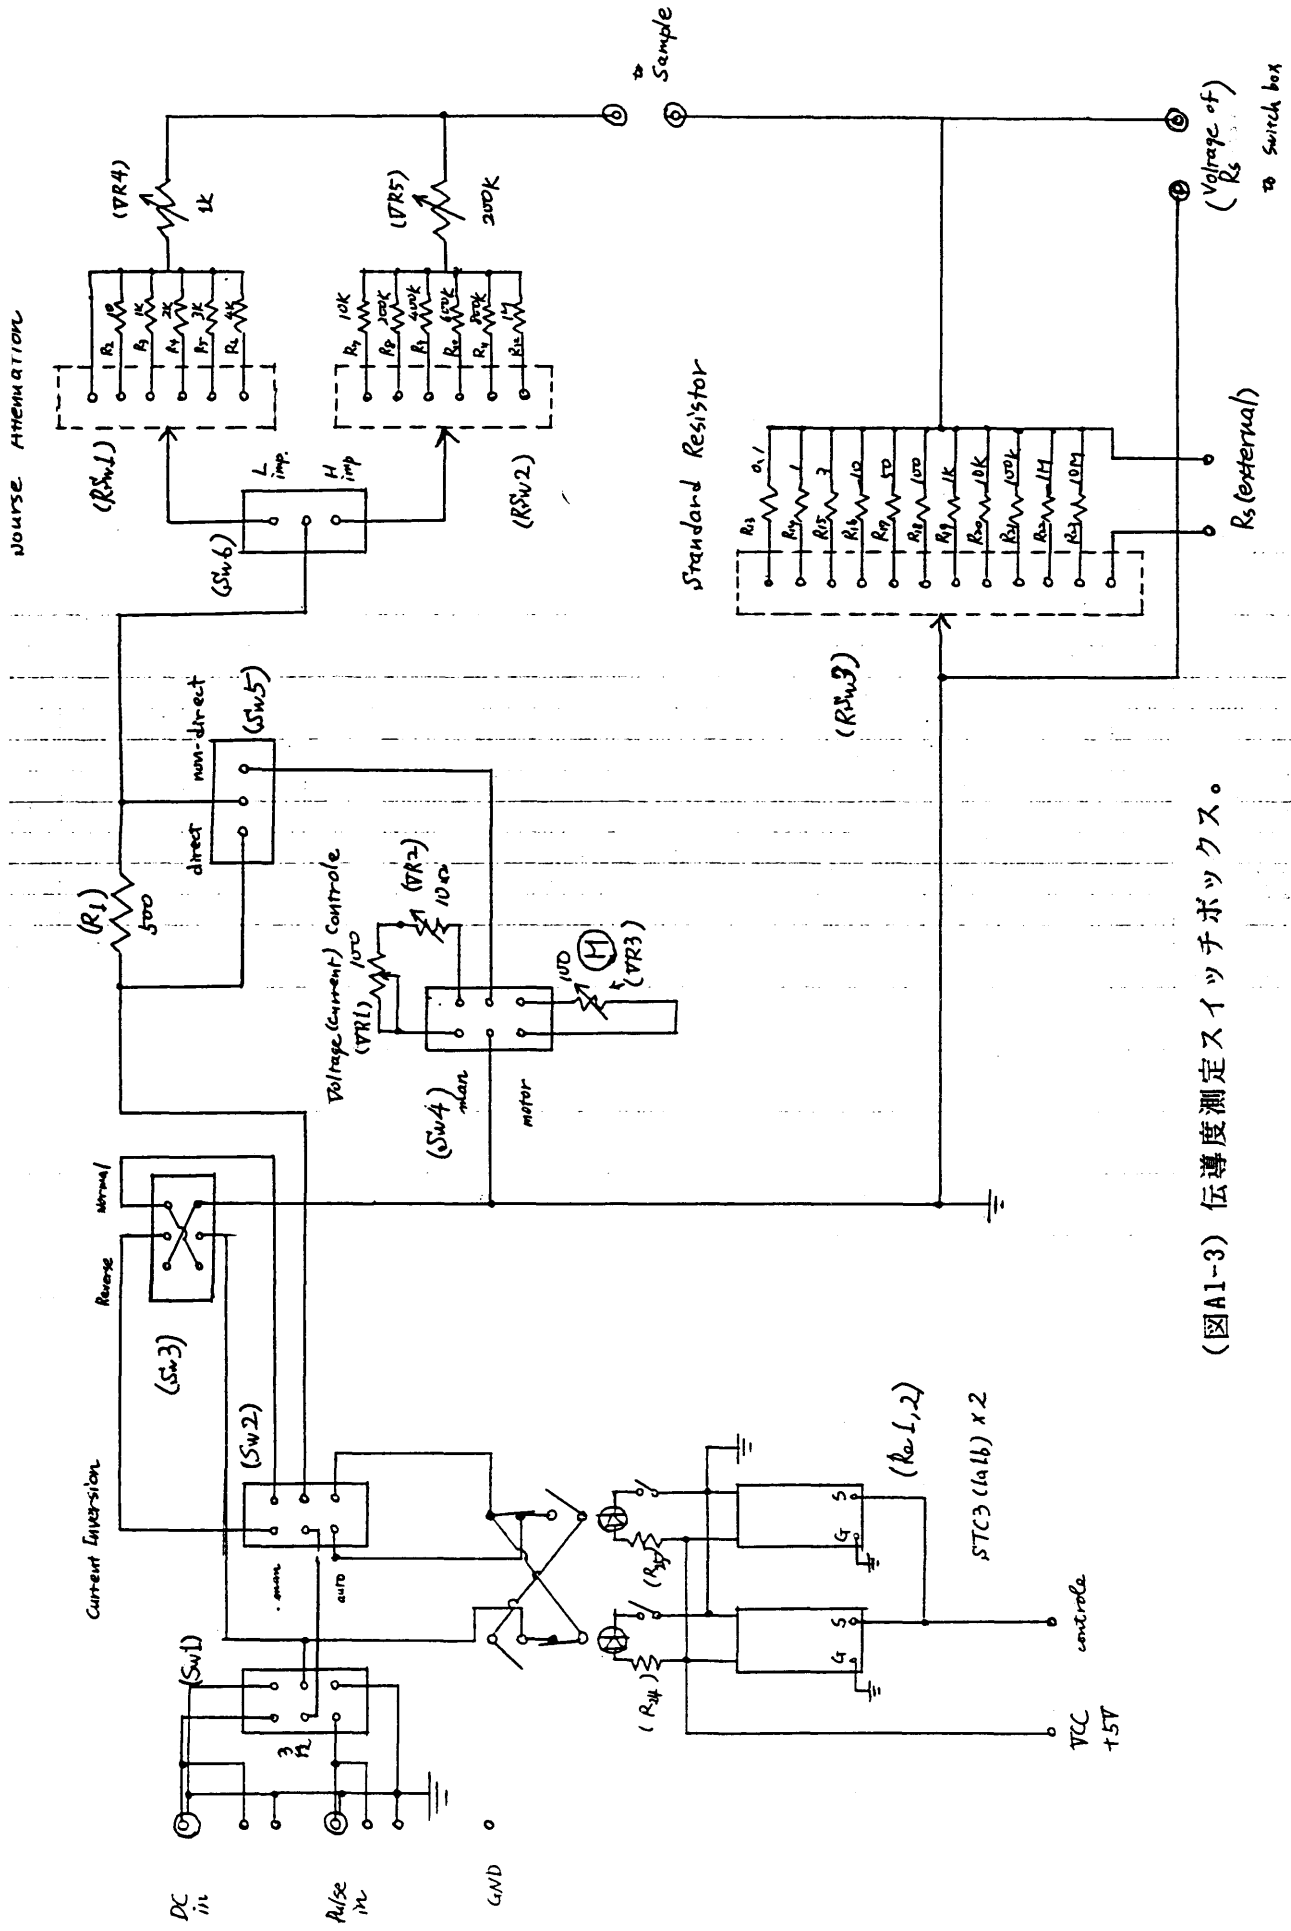 Nourse Attenuation
(RSw1)
R2 10
R3 1K
R4 2K
R5 3K
R6 4K
(VR4)
1K
(Sw6)
L imp.
H imp
(RSw2)
R7 10K
R8 200K
R9 400K
R10 600K
R11 800K
R12 1M
(VR5)
200K
to
Sample
(R1)
500
direct
non-direct
(Sw5)
Voltage (Current) Controle
(VR1)
100
(VR2)
10Ω
(Sw4)
man
motor
100
M
(VR3)
Standard Resistor
(RSw3)
R13 0.1
R14 1
R15 3
R16 10
R17 50
R18 100
R19 1K
R20 10K
R21 100K
R22 1M
R23 10M
Rs (external)
(Voltage of Rs)
to Switch box
Current Inversion
Reverse
Normal
(Sw3)
(Sw2)
man
auto
(Sw1)
DC
in
Pulse
in
GND
(R24)
(R25)
G
S
G
S
(Re 1,2)
STC3 (1a1b) x 2
VCC
+5V
controle
(図A1-3) 伝導度測定スイッチボックス。